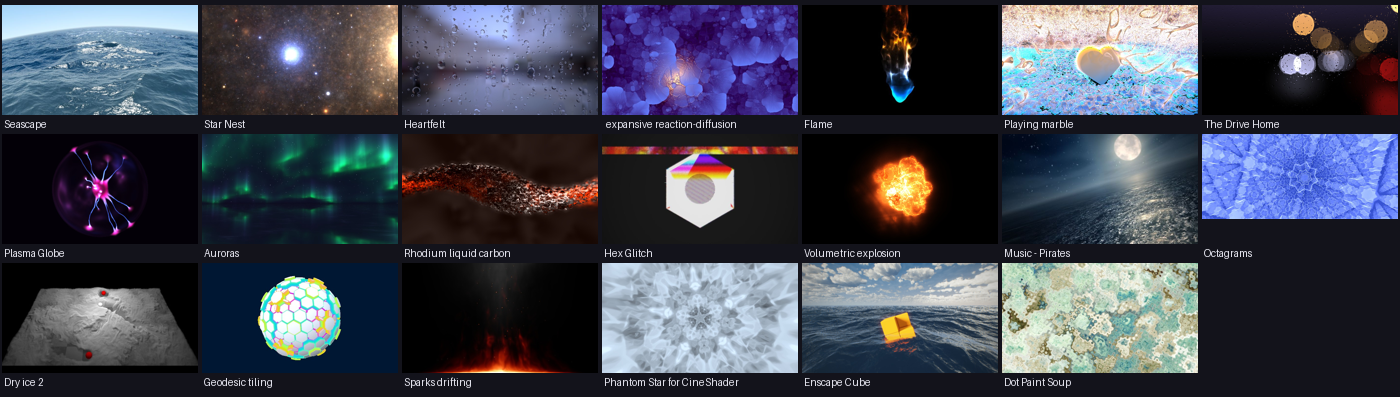 Seascape
Star Nest
Heartfelt
expansive reaction-diffusion
Flame
Playing marble
The Drive Home
Plasma Globe
Auroras
Rhodium liquid carbon
Hex Glitch
Volumetric explosion
Music - Pirates
Octagrams
Dry ice 2
Geodesic tiling
Sparks drifting
Phantom Star for CineShader
Enscape Cube
Dot Paint Soup